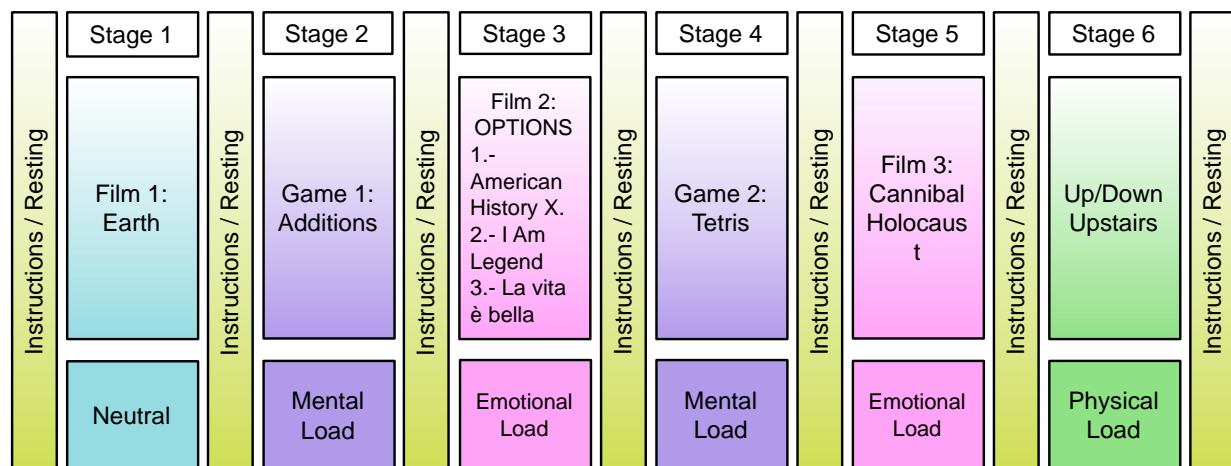 Instructions / Resting
Stage 1
Film 1:
Earth
Neutral
Instructions / Resting
Stage 2
Game 1:
Additions
Mental
Load
Instructions / Resting
Stage 3
Film 2:
OPTIONS
1.-
American
History X.
2.- I Am
Legend
3.- La vita
è bella
Emotional
Load
Instructions / Resting
Stage 4
Game 2:
Tetris
Mental
Load
Instructions / Resting
Stage 5
Film 3:
Cannibal
Holocaus
t
Emotional
Load
Instructions / Resting
Stage 6
Up/Down
Upstairs
Physical
Load
Instructions / Resting